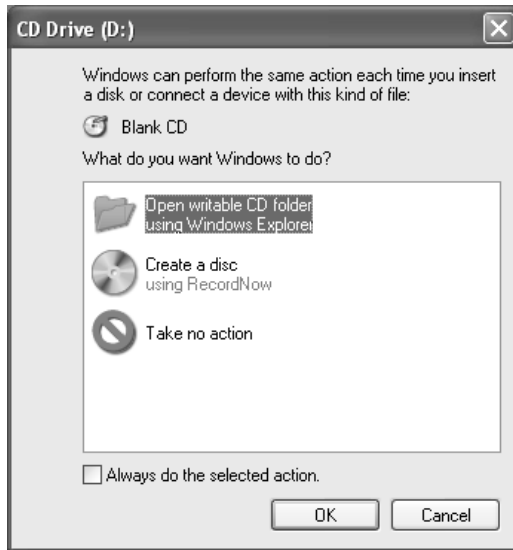 CD Drive (D:)
Windows can perform the same action each time you insert
a disk or connect a device with this kind of file:
Blank CD
What do you want Windows to do?
Open writable CD folder
using Windows Explorer
Create a disc
using RecordNow
Take no action
Always do the selected action.
OK
Cancel